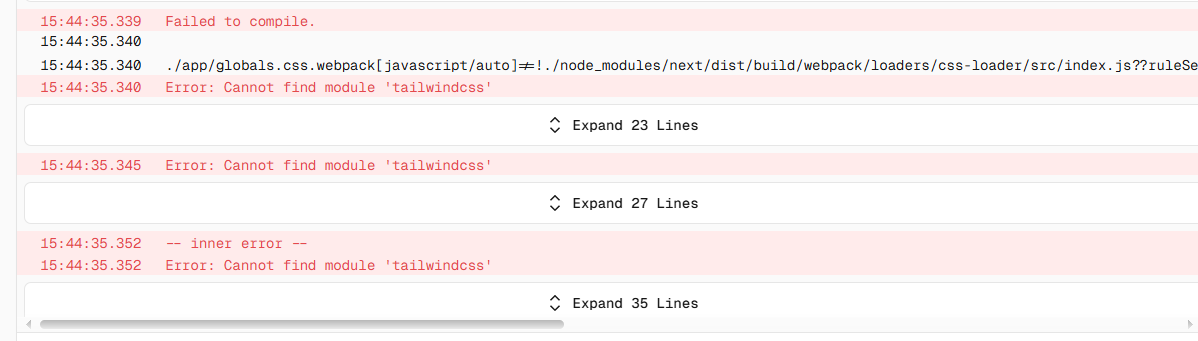 15:44:35.339 Failed to compile.
15:44:35.340
15:44:35.340 ./app/globals.css.webpack[javascript/auto]!=!./node_modules/next/dist/build/webpack/loaders/css-loader/src/index.js??ruleSe
15:44:35.340 Error: Cannot find module 'tailwindcss'
Expand 23 Lines
15:44:35.345 Error: Cannot find module 'tailwindcss'
Expand 27 Lines
15:44:35.352 -- inner error --
15:44:35.352 Error: Cannot find module 'tailwindcss'
Expand 35 Lines